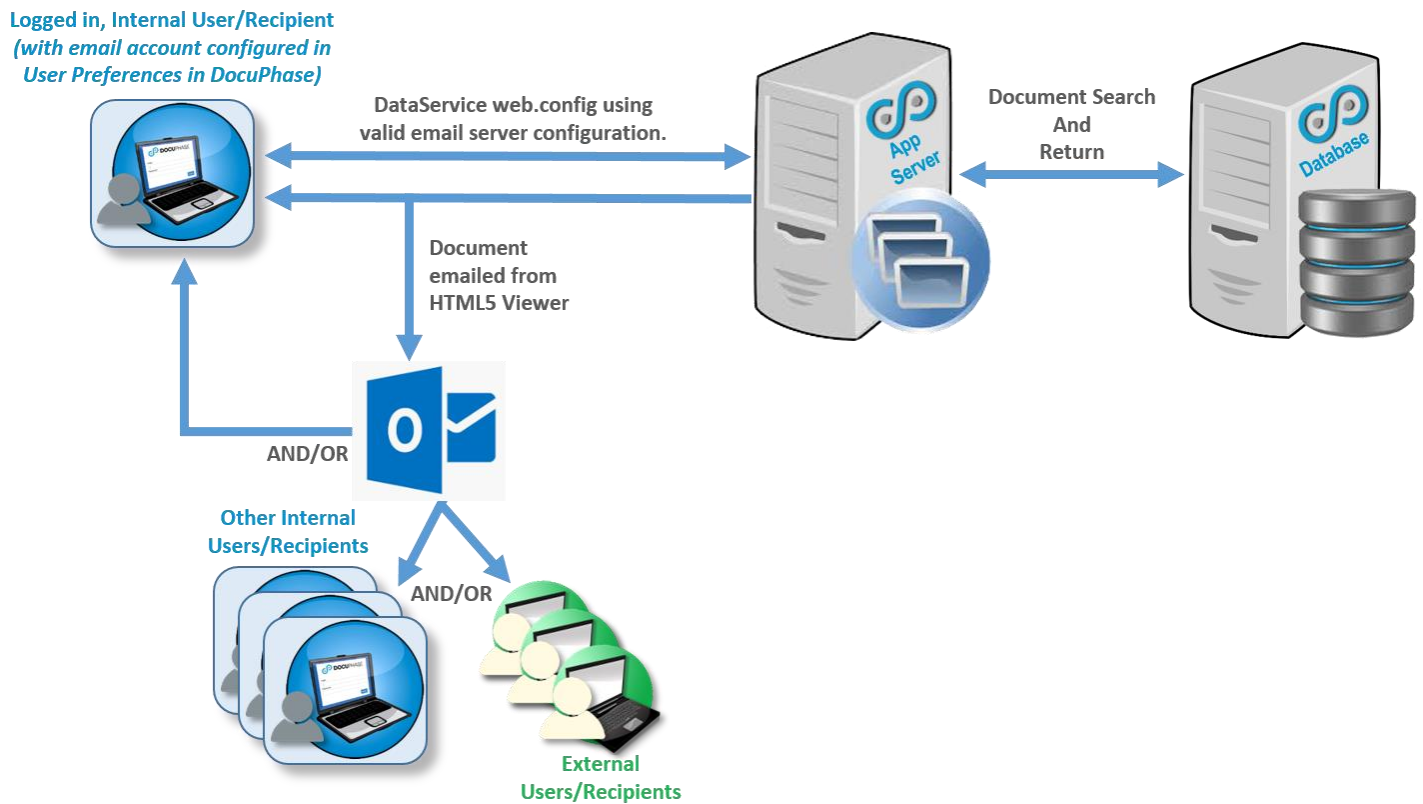 Logged in, Internal User/Recipient
(with email account configured in
User Preferences in DocuPhase)
DOCUPHASE
DataService web.config using
valid email server configuration.
App
Server
Document Search
And
Return
Database
Document
emailed from
HTML5 Viewer
O
AND/OR
Other Internal
Users/Recipients
AND/OR
DOCUPHASE
External
Users/Recipients